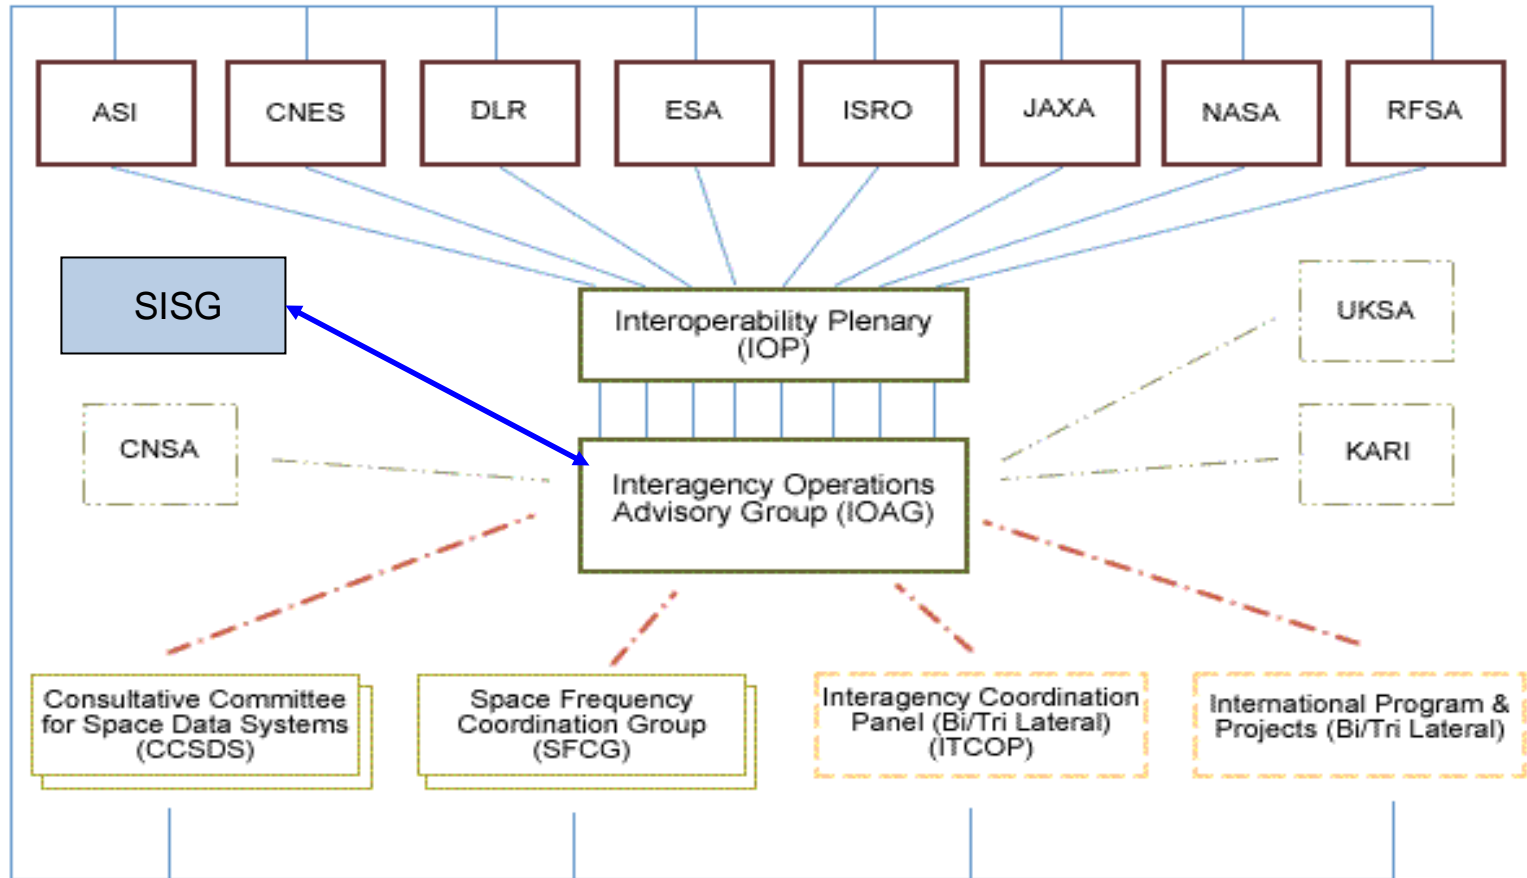 ASI
CNES
DLR
ESA
ISRO
JAXA
NASA
RFSA
SISG
Interoperability Plenary
(IOP)
UKSA
CNSA
KARI
Interagency Operations
Advisory Group (IOAG)
Consultative Committee
for Space Data Systems
(CCSDS)
Space Frequency
Coordination Group
(SFCG)
Interagency Coordination
Panel (Bi/Tri Lateral)
(ITCOP)
International Program &
Projects (Bi/Tri Lateral)